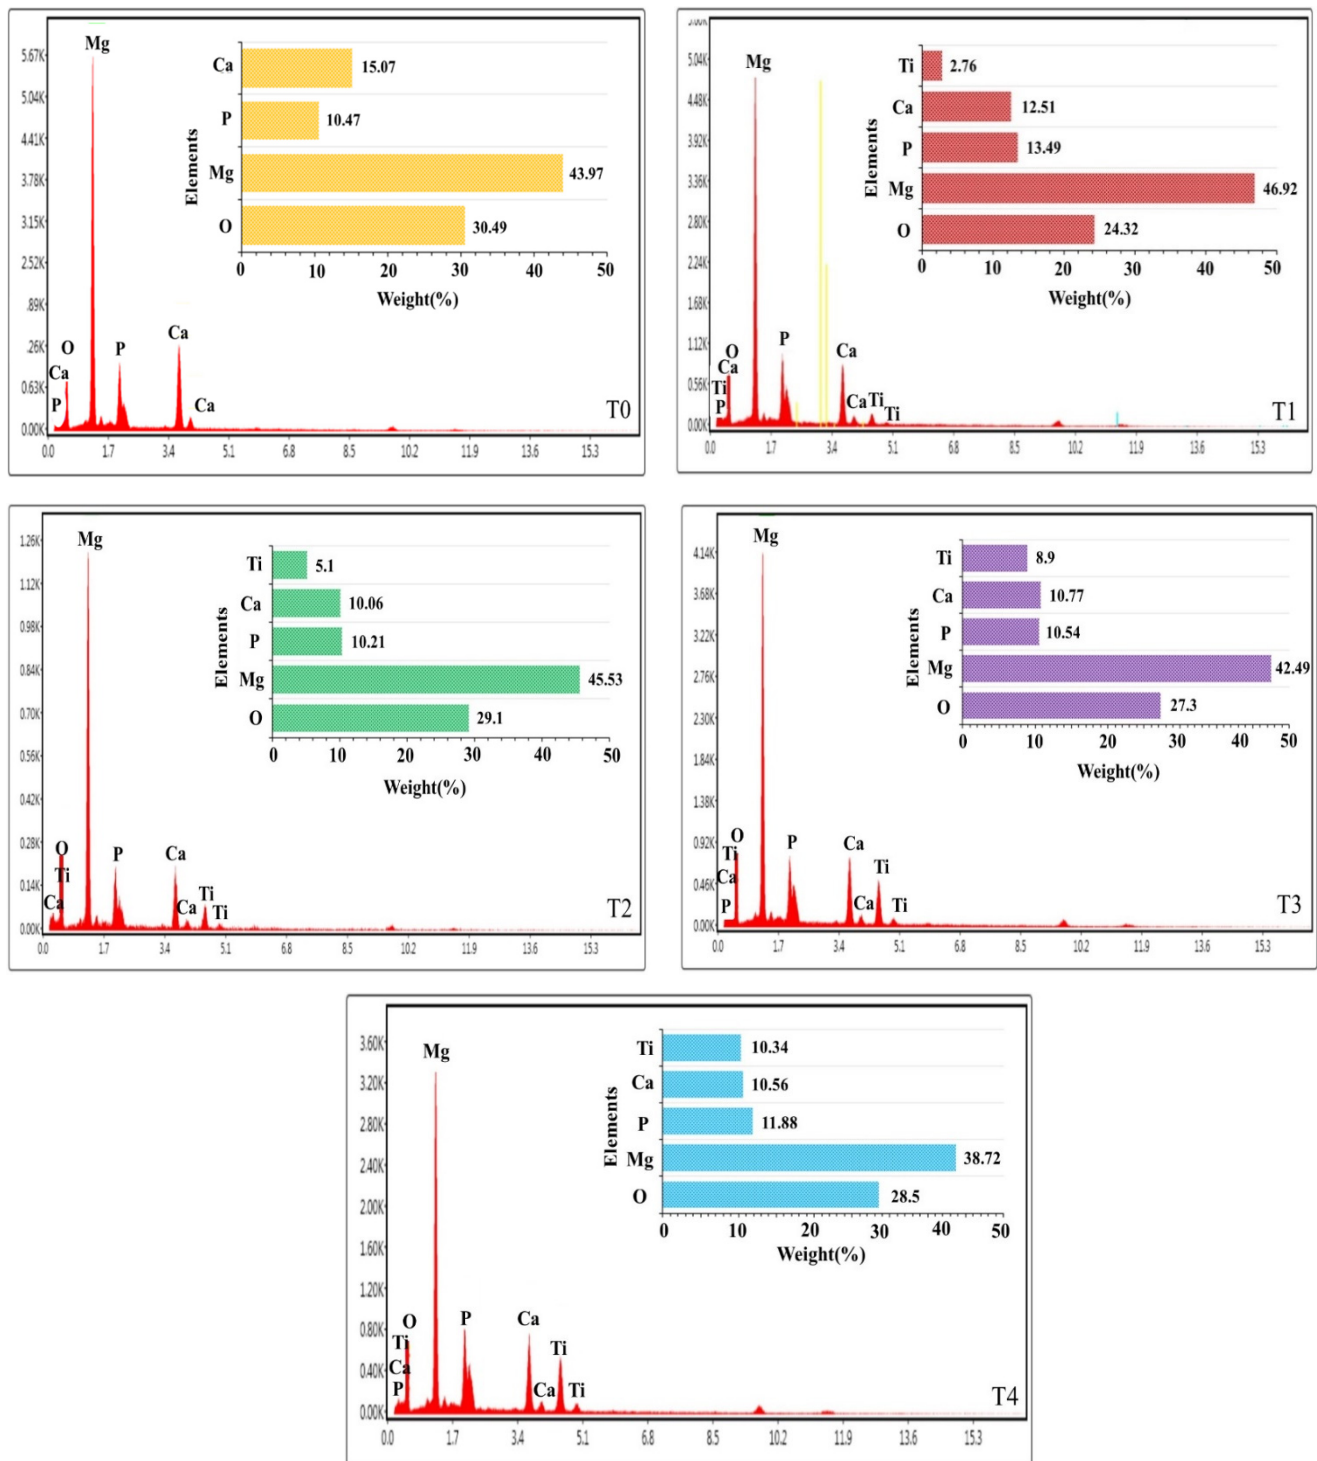 Mg
5.67K
5.04K
4.41K
3.78K
3.15K
2.52K
.89K
.26K
0.63K
0.00K
Elements
Ca 15.07
P 10.47
Mg 43.97
O 30.49
0 10 20 30 40 50
Weight(%)
O P Ca
Ca Ca
P
T0
0.0 1.7 3.4 5.1 6.8 8.5 10.2 11.9 13.6 15.3
5.04K
4.48K
3.92K
3.36K
2.80K
2.24K
1.68K
1.12K
0.56K
0.00K
Mg
Elements
Ti 2.76
Ca 12.51
P 13.49
Mg 46.92
O 24.32
0 10 20 30 40 50
Weight(%)
O P Ca
Ca
Ti Ca Ti
P Ti
T1
0.0 1.7 3.4 5.1 6.8 8.5 10.2 11.9 13.6 15.3
Mg
1.26K
1.12K
0.98K
0.84K
0.70K
0.56K
0.42K
0.28K
0.14K
0.00K
Elements
Ti 5.1
Ca 10.06
P 10.21
Mg 45.53
O 29.1
0 10 20 30 40 50
Weight(%)
O P Ca
Ti Ti
Ca Ca Ti
T2
0.0 1.7 3.4 5.1 6.8 8.5 10.2 11.9 13.6 15.3
Mg
4.14K
3.68K
3.22K
2.76K
2.30K
1.84K
1.38K
0.92K
0.46K
0.00K
Elements
Ti 8.9
Ca 10.77
P 10.54
Mg 42.49
O 27.3
0 10 20 30 40 50
Weight(%)
O P Ca
Ti Ti
Ca Ca
P Ti
T3
0.0 1.7 3.4 5.1 6.8 8.5 10.2 11.9 13.6 15.3
3.60K
3.20K
2.80K
2.40K
2.00K
1.60K
1.20K
0.80K
0.40K
0.00K
Mg
Elements
Ti 10.34
Ca 10.56
P 11.88
Mg 38.72
O 28.5
0 10 20 30 40 50
Weight(%)
O P Ca
Ti Ti
Ca
P Ca Ti
T4
0.0 1.7 3.4 5.1 6.8 8.5 10.2 11.9 13.6 15.3